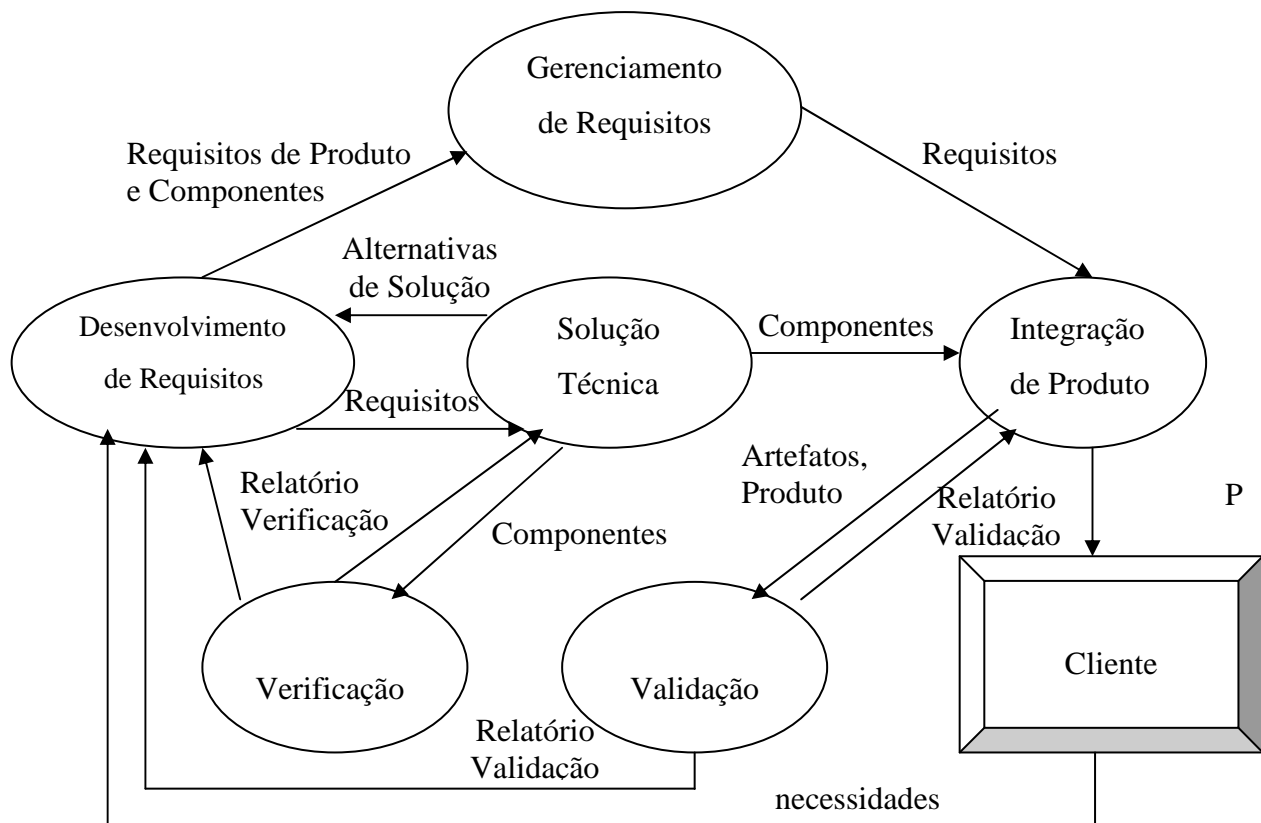 Gerenciamento
de Requisitos
Requisitos de Produto
e Componentes
Requisitos
Alternativas
de Solução
Desenvolvimento
de Requisitos
Solução
Técnica
Componentes
Integração
de Produto
Requisitos
Relatório
Verificação
Componentes
Artefatos,
Produto
Relatório
Validação
P
Verificação
Validação
Cliente
Relatório
Validação
necessidades